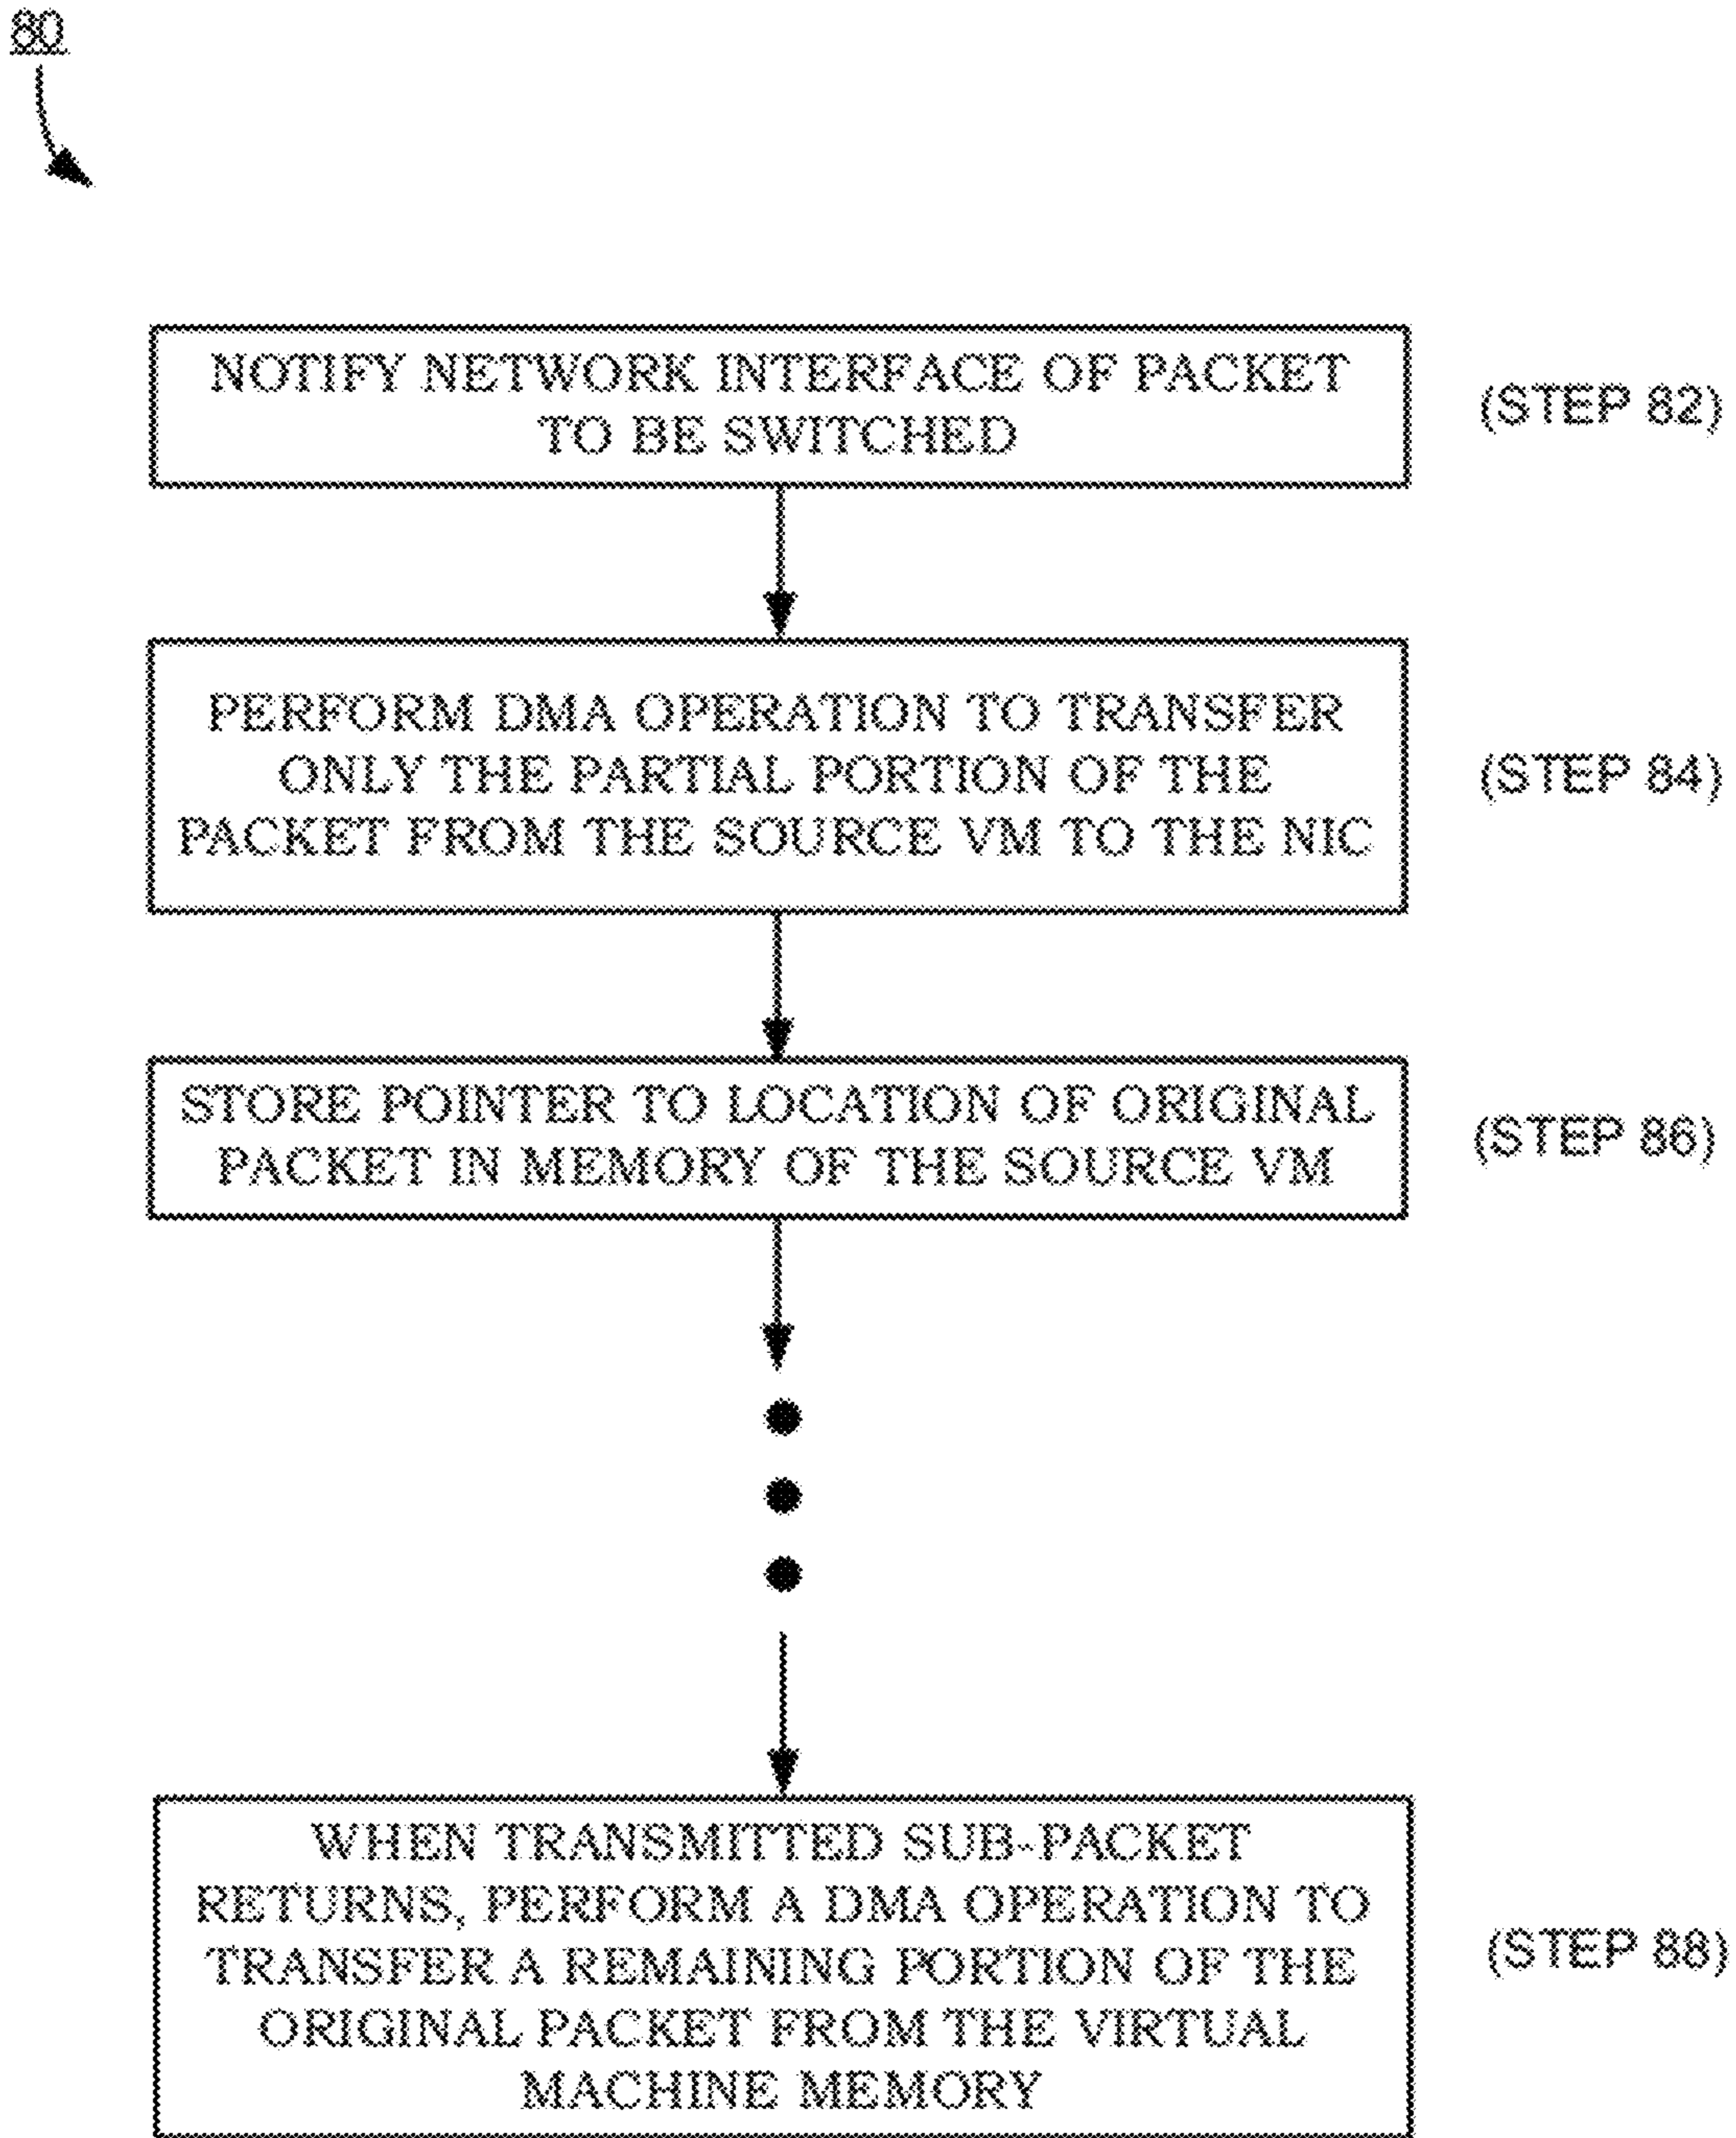 80
NOTIFY NETWORK INTERFACE OF PACKET
TO BE SWITCHED
(STEP 82)
PERFORM DMA OPERATION TO TRANSFER
ONLY THE PARTIAL PORTION OF THE
PACKET FROM THE SOURCE VM TO THE NIC
(STEP 84)
STORE POINTER TO LOCATION OF ORIGINAL
PACKET IN MEMORY OF THE SOURCE VM
(STEP 86)
WHEN TRANSMITTED SUB-PACKET
RETURNS, PERFORM A DMA OPERATION TO
TRANSFER A REMAINING PORTION OF THE
ORIGINAL PACKET FROM THE VIRTUAL
MACHINE MEMORY
(STEP 88)